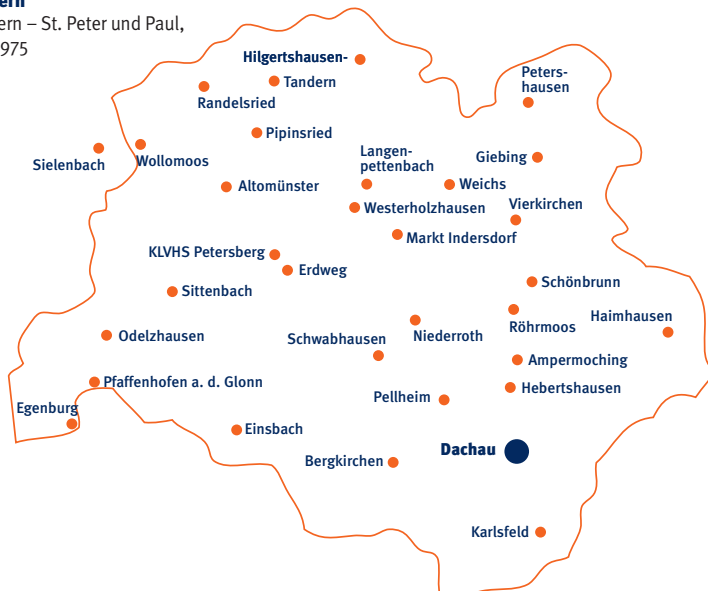 ern
ern – St. Peter und Paul,
975
Hilgertshausen-
Tandern
Randelsried
Peters-
hausen
Pipinsried
Sielenbach
Wollomoos
Langen-
pettenbach
Giebing
Altomünster
Weichs
Westerholzhausen
Vierkirchen
Markt Indersdorf
KLVHS Petersberg
Erdweg
Sittenbach
Schönbrunn
Odelzhausen
Schwabhausen
Niederroth
Röhrmoos
Haimhausen
Ampermoching
Pfaffenhofen a. d. Glonn
Hebertshausen
Egenburg
Pellheim
Einsbach
Dachau
Bergkirchen
Karlsfeld